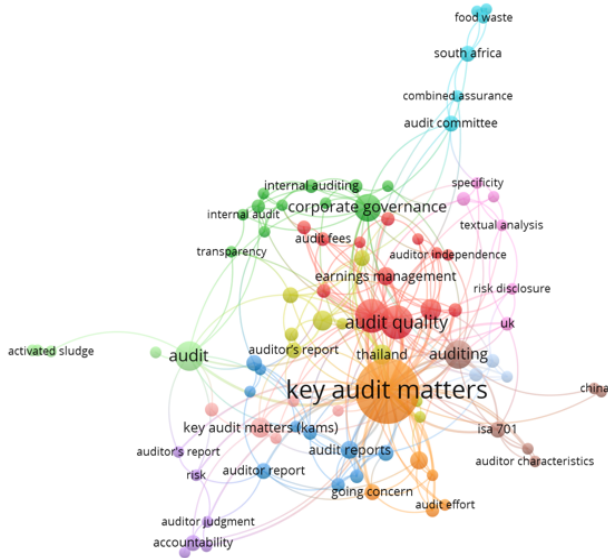 food waste
south africa
combined assurance
audit committee
specificity
internal auditing
corporate governance
internal audit
textual analysis
audit fees
transparency
auditor independence
earnings management
risk disclosure
audit quality
uk
activated sludge
audit
auditor's report
thailand
auditing
key audit matters
china
key audit matters (kams)
isa 701
auditor's report
audit reports
auditor characteristics
risk
auditor report
going concern
audit effort
auditor judgment
accountability